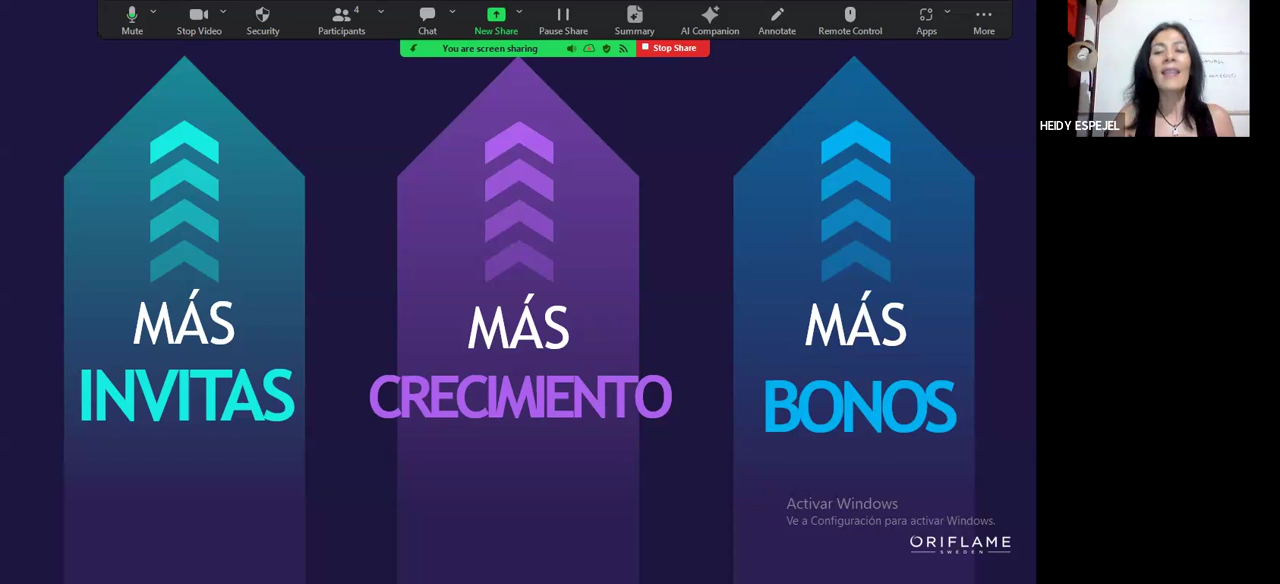 Mute
Stop Video
Security
4
Participants
Chat
New Share
Pause Share
Summary
AI Companion
Annotate
Remote Control
Apps
More
You are screen sharing
Stop Share
HEIDY ESPEJEL
MÁS
INVITAS
MÁS
CRECIMIENTO
MÁS
BONOS
Activar Windows
Ve a Configuración para activar Windows.
ORIFLAME
SWEDEN